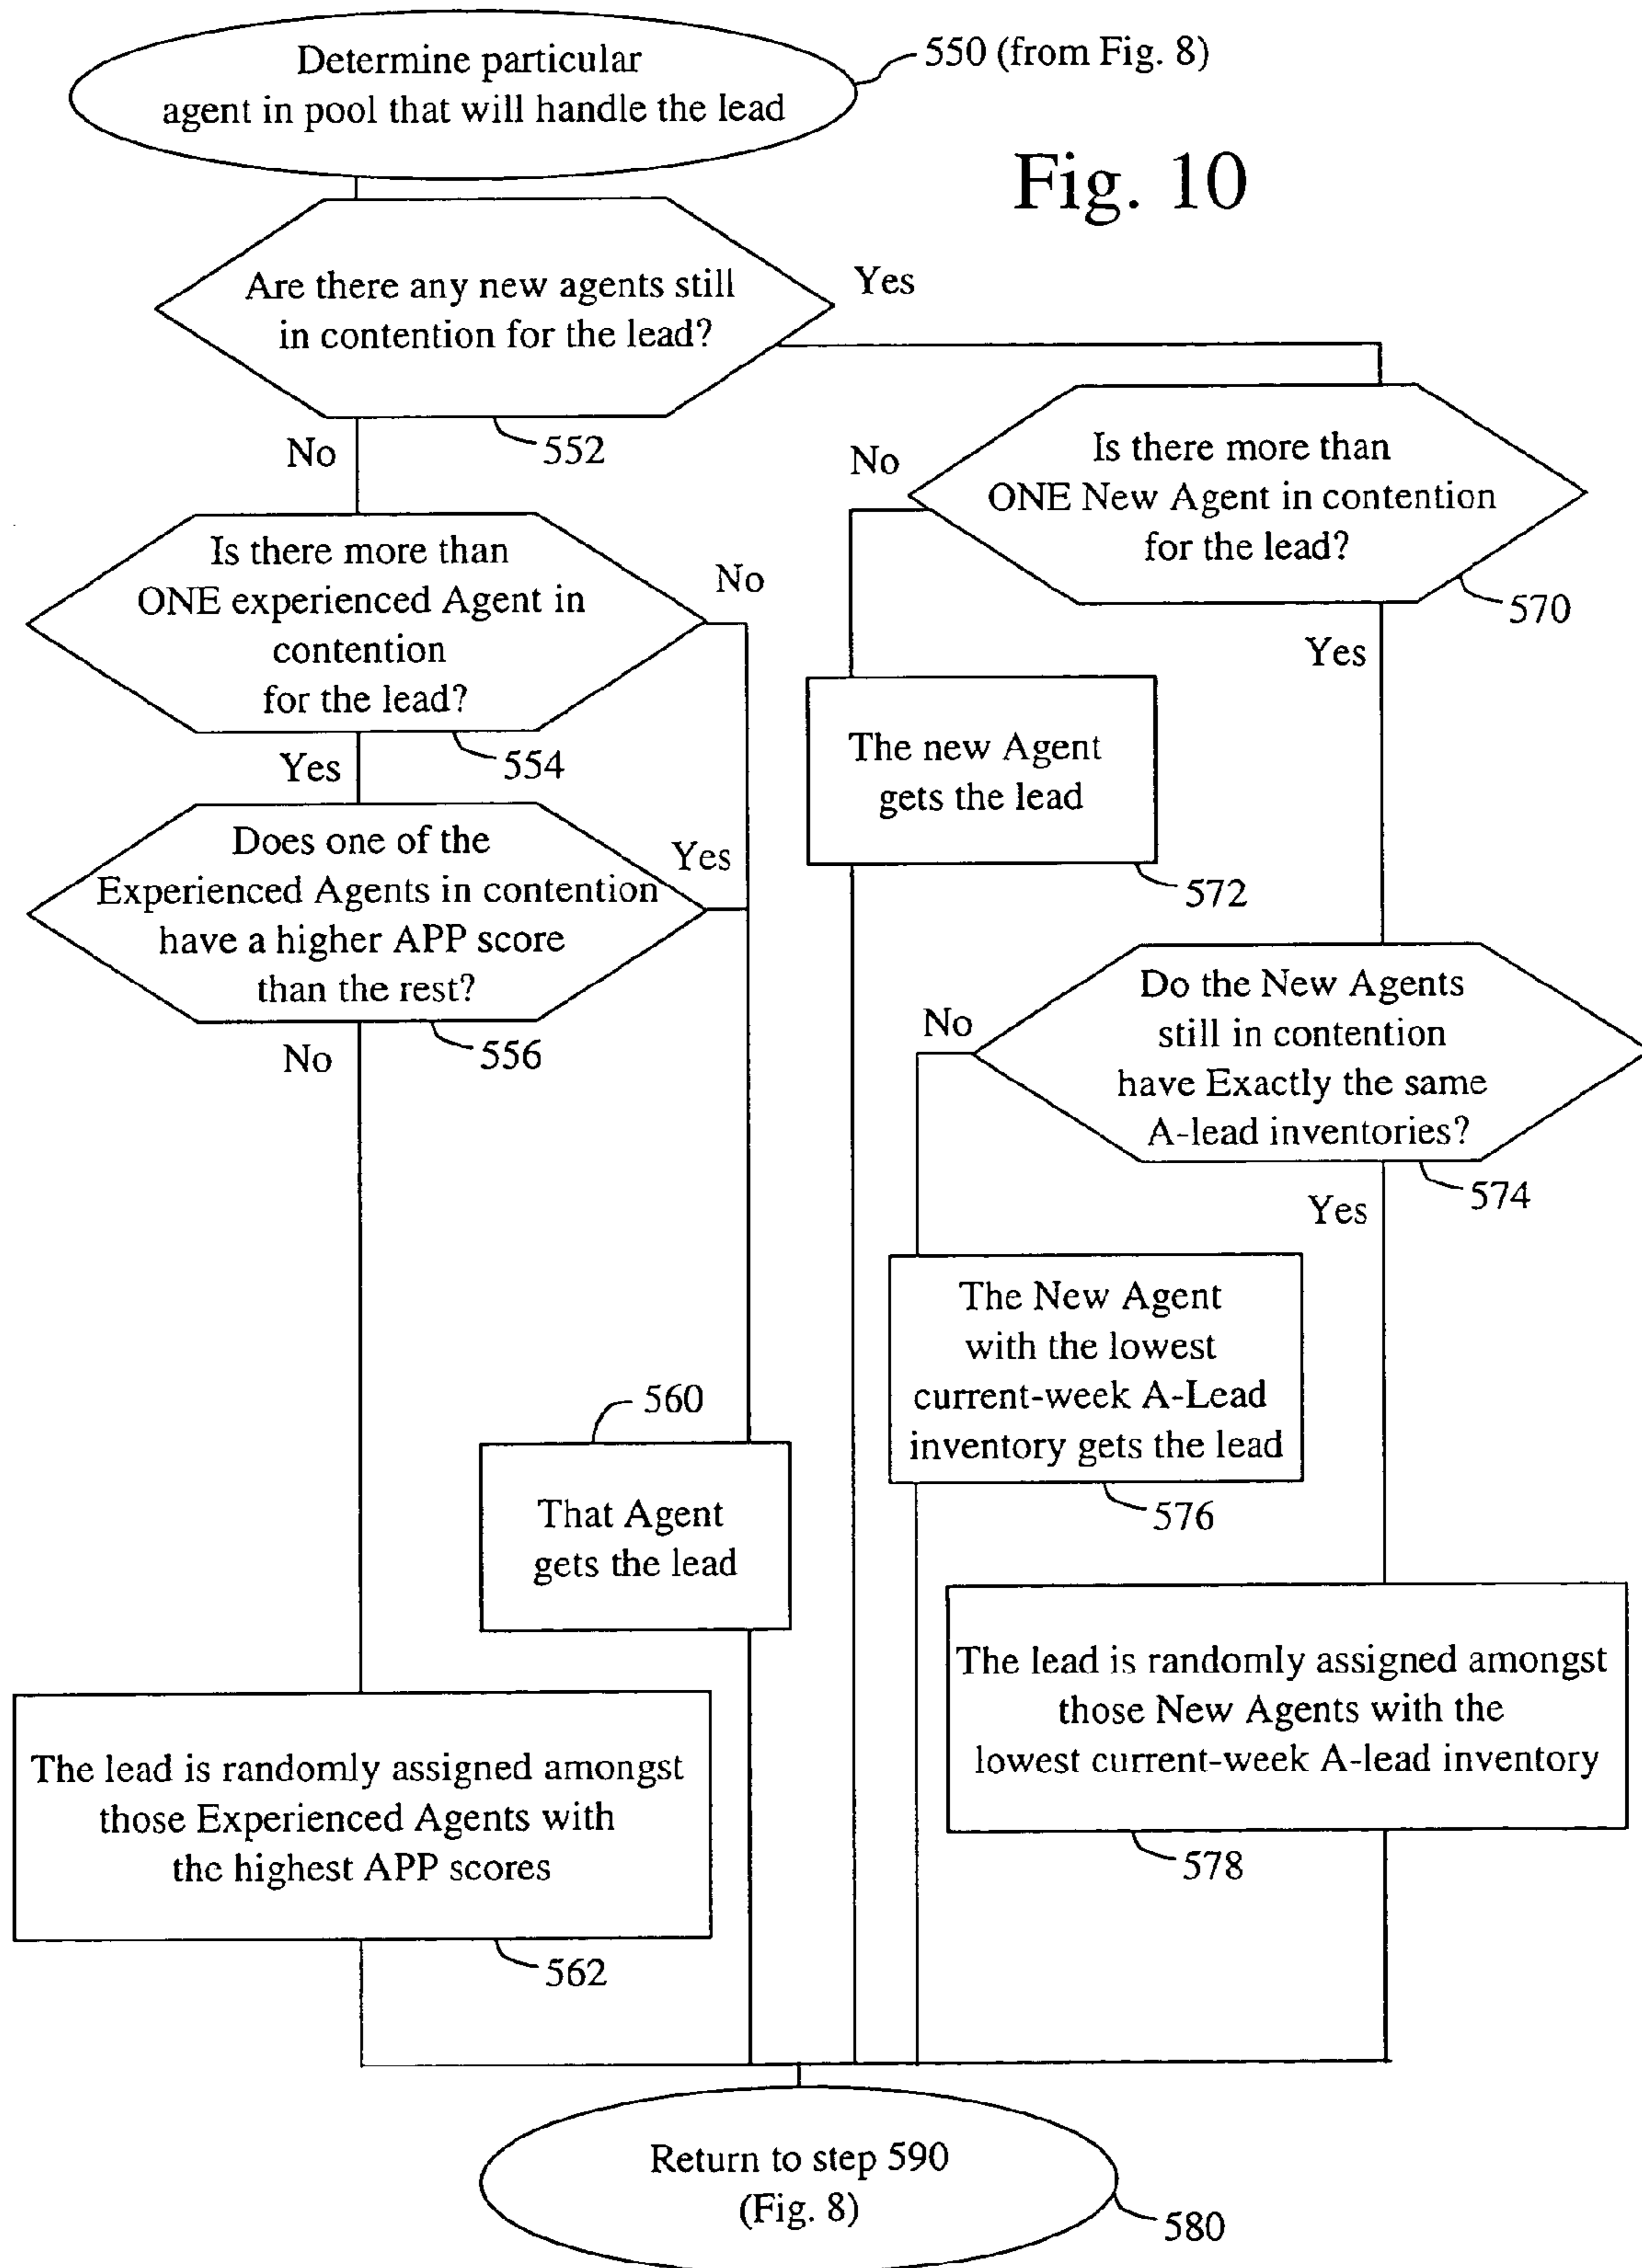 Determine particular
agent in pool that will handle the lead
550 (from Fig. 8)
Fig. 10
Are there any new agents still
in contention for the lead?
Yes
No
552
Is there more than
ONE New Agent in contention
for the lead?
No
570
Yes
Is there more than
ONE experienced Agent in
contention
for the lead?
No
554
Yes
The new Agent
gets the lead
572
Does one of the
Experienced Agents in contention
have a higher APP score
than the rest?
Yes
556
No
Do the New Agents
still in contention
have Exactly the same
A-lead inventories?
No
574
Yes
The New Agent
with the lowest
current-week A-Lead
inventory gets the lead
576
560
That Agent
gets the lead
The lead is randomly assigned amongst
those New Agents with the
lowest current-week A-lead inventory
578
The lead is randomly assigned amongst
those Experienced Agents with
the highest APP scores
562
Return to step 590
(Fig. 8)
580